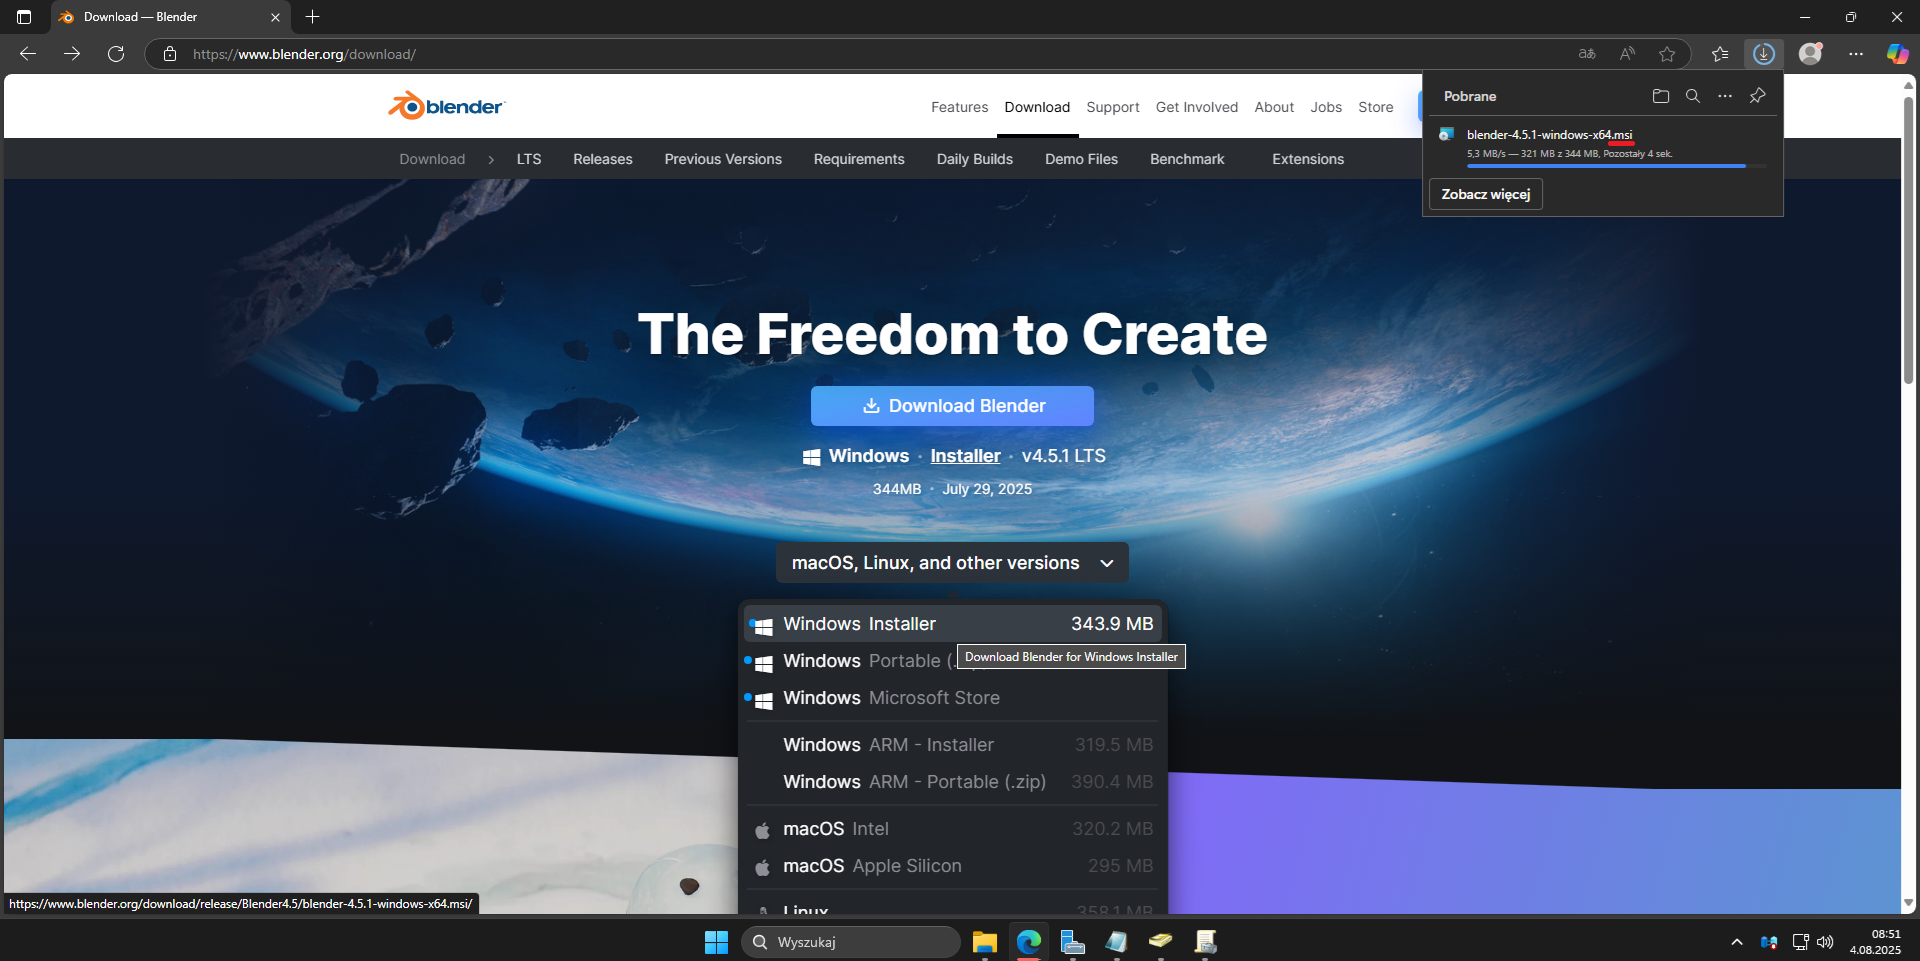 Download — Blender
https://www.blender.org/download/
blender
Features Download Support Get Involved About Jobs Store
Download > LTS Releases Previous Versions Requirements Daily Builds Demo Files Benchmark Extensions
Pobrane
blender-4.5.1-windows-x64.msi
5,3 MB/s — 321 MB z 344 MB, Pozostały 4 sek.
Zobacz więcej
The Freedom to Create
Download Blender
Windows · Installer · v4.5.1 LTS
344MB · July 29, 2025
macOS, Linux, and other versions
Windows Installer 343.9 MB
Windows Portable (.
Download Blender for Windows Installer
Windows Microsoft Store
Windows ARM - Installer 319.5 MB
Windows ARM - Portable (.zip) 390.4 MB
macOS Intel 320.2 MB
macOS Apple Silicon 295 MB
Linux 358.1 MB
https://www.blender.org/download/release/Blender4.5/blender-4.5.1-windows-x64.msi/
Wyszukaj
08:51
4.08.2025